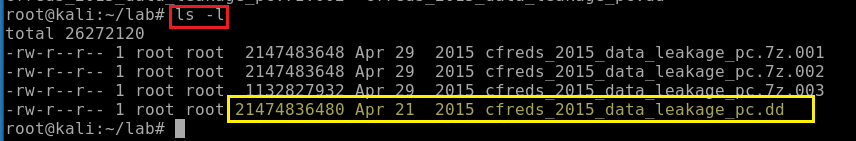 root@kali:~/lab# ls -l
total 26272120
-rw-r--r-- 1 root root  2147483648 Apr 29  2015 cfreds_2015_data_leakage_pc.7z.001
-rw-r--r-- 1 root root  2147483648 Apr 29  2015 cfreds_2015_data_leakage_pc.7z.002
-rw-r--r-- 1 root root  1132827932 Apr 29  2015 cfreds_2015_data_leakage_pc.7z.003
-rw-r--r-- 1 root root 21474836480 Apr 21  2015 cfreds_2015_data_leakage_pc.dd
root@kali:~/lab#